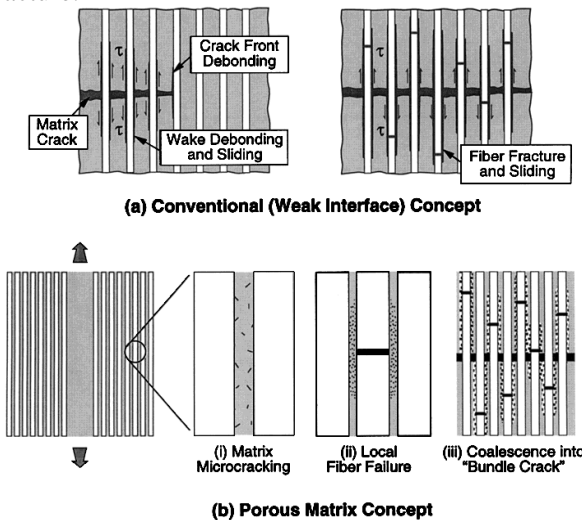 τ
τ
Crack Front
Debonding
Matrix
Crack
Wake Debonding
and Sliding
τ
τ
Fiber Fracture
and Sliding
(a) Conventional (Weak Interface) Concept
(i) Matrix
Microcracking
(ii) Local
Fiber Failure
(iii) Coalescence into
"Bundle Crack"
(b) Porous Matrix Concept